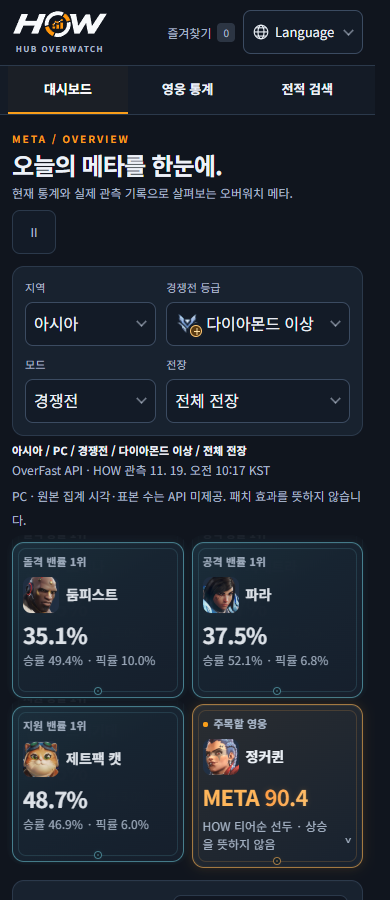 HOW
HUB OVERWATCH
즐겨찾기 0
Language
대시보드 영웅 통계 전적 검색
META / OVERVIEW
오늘의 메타를 한눈에.
현재 통계와 실제 관측 기록으로 살펴보는 오버워치 메타.
지역 경쟁전 등급
아시아 다이아몬드 이상
모드 전장
경쟁전 전체 전장
아시아 / PC / 경쟁전 / 다이아몬드 이상 / 전체 전장
OverFast API · HOW 관측 11. 19. 오전 10:17 KST
PC · 원본 집계 시각·표본 수는 API 미제공. 패치 효과를 뜻하지 않습니
다.
돌격 밴률 1위
둠피스트
35.1%
승률 49.4% · 픽률 10.0%
공격 밴률 1위
파라
37.5%
승률 52.1% · 픽률 6.8%
지원 밴률 1위
제트팩 캣
48.7%
승률 46.9% · 픽률 6.0%
주목할 영웅
정커퀸
META 90.4
HOW 티어순 선두 · 상승
을 뜻하지 않음